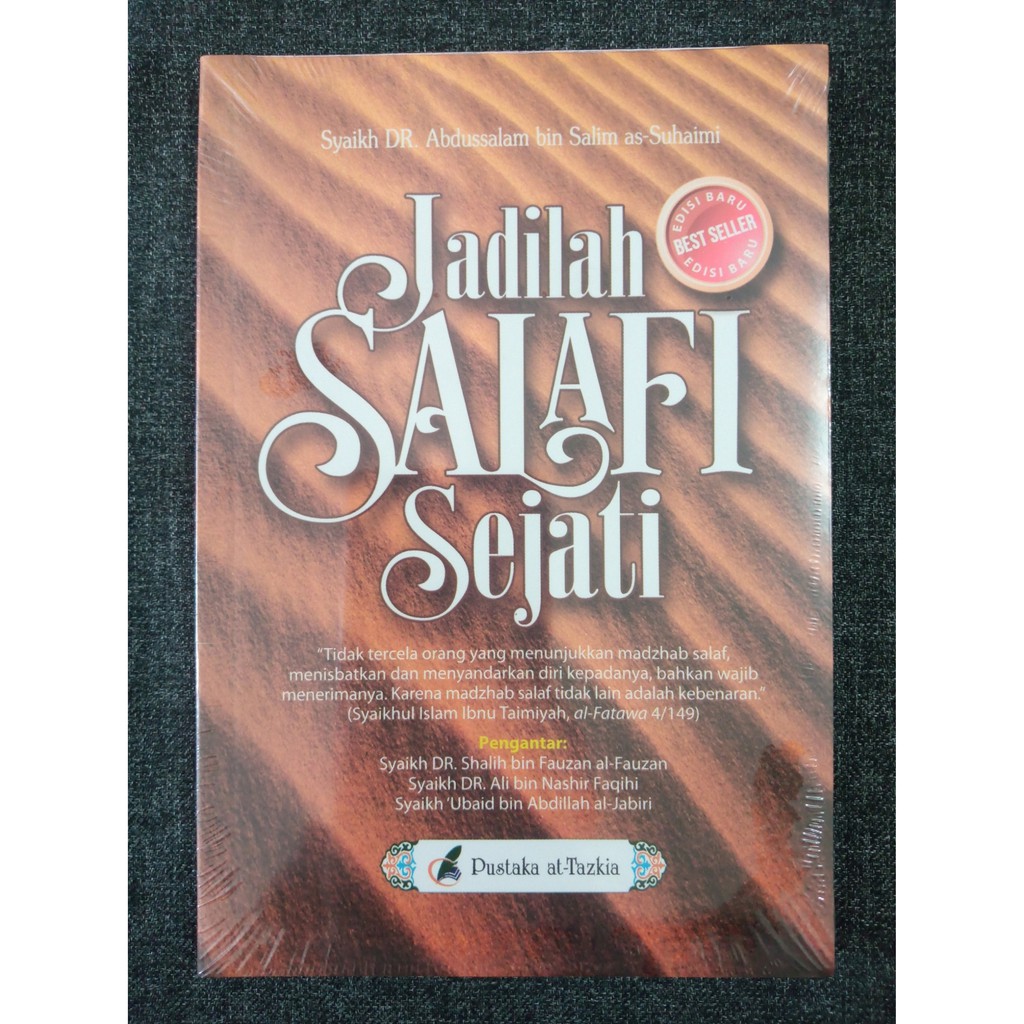 Syaikh DR. Abdussalam bin Salim as-Suhaimi
Jadilah
SALAFI
Sejati
EDISI BARU
BEST SELLER
EDISI BARU
"Tidak tercela orang yang menunjukkan madzhab salaf,
menisbatkan dan menyandarkan diri kepadanya, bahkan wajib
menerimanya. Karena madzhab salaf tidak lain adalah kebenaran."
(Syaikhul Islam Ibnu Taimiyah, al-Fatawa 4/149)
Pengantar:
Syaikh DR. Shalih bin Fauzan al-Fauzan
Syaikh DR. Ali bin Nashir Faqihi
Syaikh 'Ubaid bin Abdillah al-Jabiri
Pustaka at-Tazkia